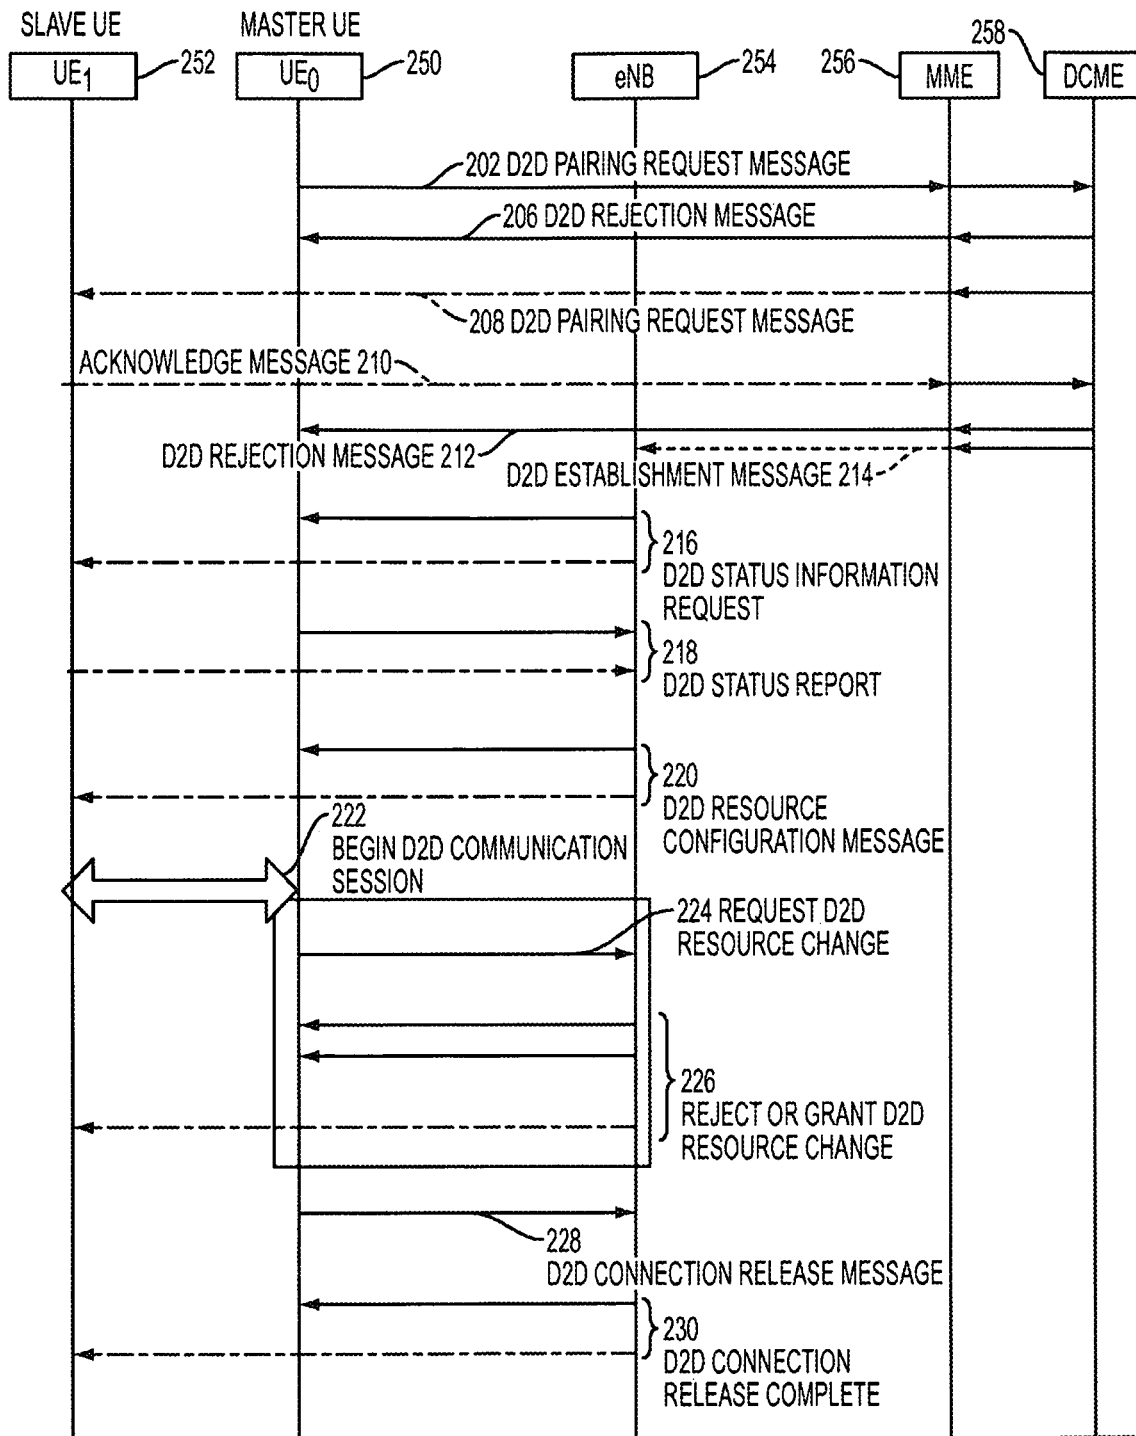 SLAVE UE
MASTER UE
UE1
252
UE0
250
eNB
254
256
MME
258
DCME
202 D2D PAIRING REQUEST MESSAGE
206 D2D REJECTION MESSAGE
208 D2D PAIRING REQUEST MESSAGE
ACKNOWLEDGE MESSAGE 210
D2D REJECTION MESSAGE 212
D2D ESTABLISHMENT MESSAGE 214
216
D2D STATUS INFORMATION
REQUEST
218
D2D STATUS REPORT
220
D2D RESOURCE
CONFIGURATION MESSAGE
222
BEGIN D2D COMMUNICATION
SESSION
224 REQUEST D2D
RESOURCE CHANGE
226
REJECT OR GRANT D2D
RESOURCE CHANGE
228
D2D CONNECTION RELEASE MESSAGE
230
D2D CONNECTION
RELEASE COMPLETE